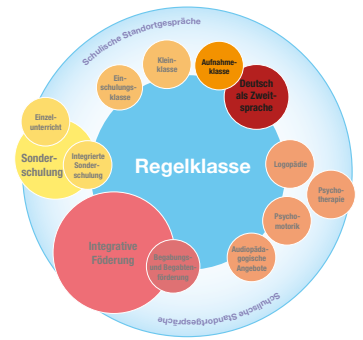 Schulische Standortgespräche
Klein-
klasse
Aufnahme-
klasse
Ein-
schulungs-
klasse
Deutsch
als Zweit-
sprache
Einzel-
unterricht
Sonder-
schulung
Integrierte
Sonder-
schulung
Regelklasse
Logopädie
Psycho-
therapie
Psycho-
motorik
Integrative
Föderung
Begabungs-
und Begabten
förderung
Audiopäda-
gogische
Angebote
Schulische Standortgespräche